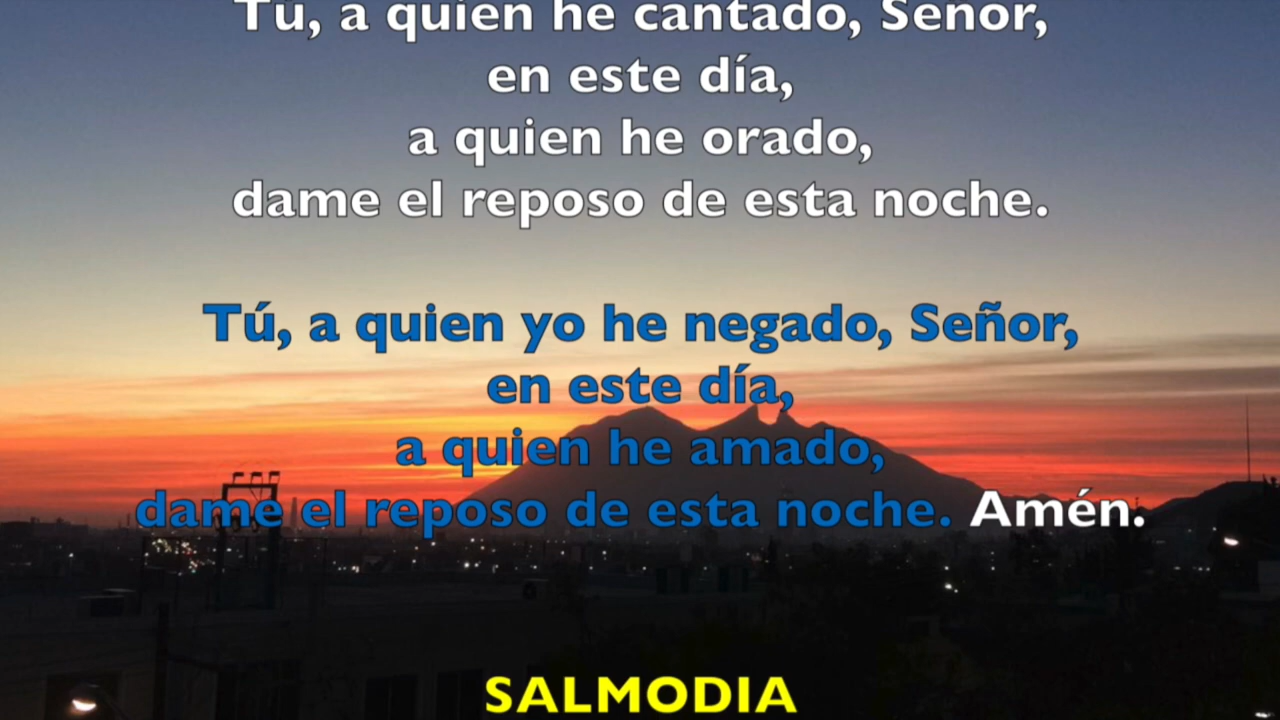 Tú, a quien he cantado, Señor,
en este día,
a quien he orado,
dame el reposo de esta noche.
Tú, a quien yo he negado, Señor,
en este día,
a quien he amado,
dame el reposo de esta noche. Amén.
SALMODIA